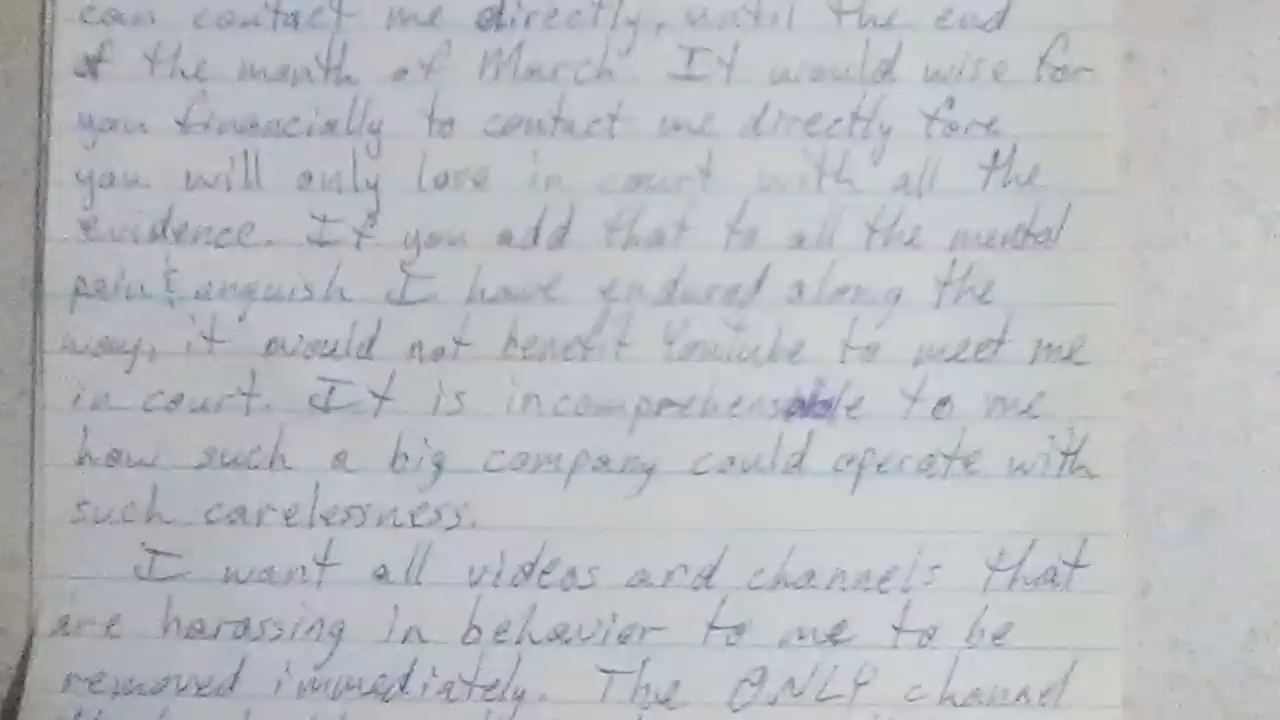 can contact me directly, until the end
of the month of March It would wise for
you financially to contact me directly fore
you will only lose in court with all the
evidence. If you add that to all the mental
pain & anguish I have endured along the
way, it would not benefit YouTube to meet me
in court. It is incomprehensable to me
how such a big company could operate with
such carelessness.
I want all videos and channels that
are harassing in behavior to me to be
removed immediately. The ONLY channel